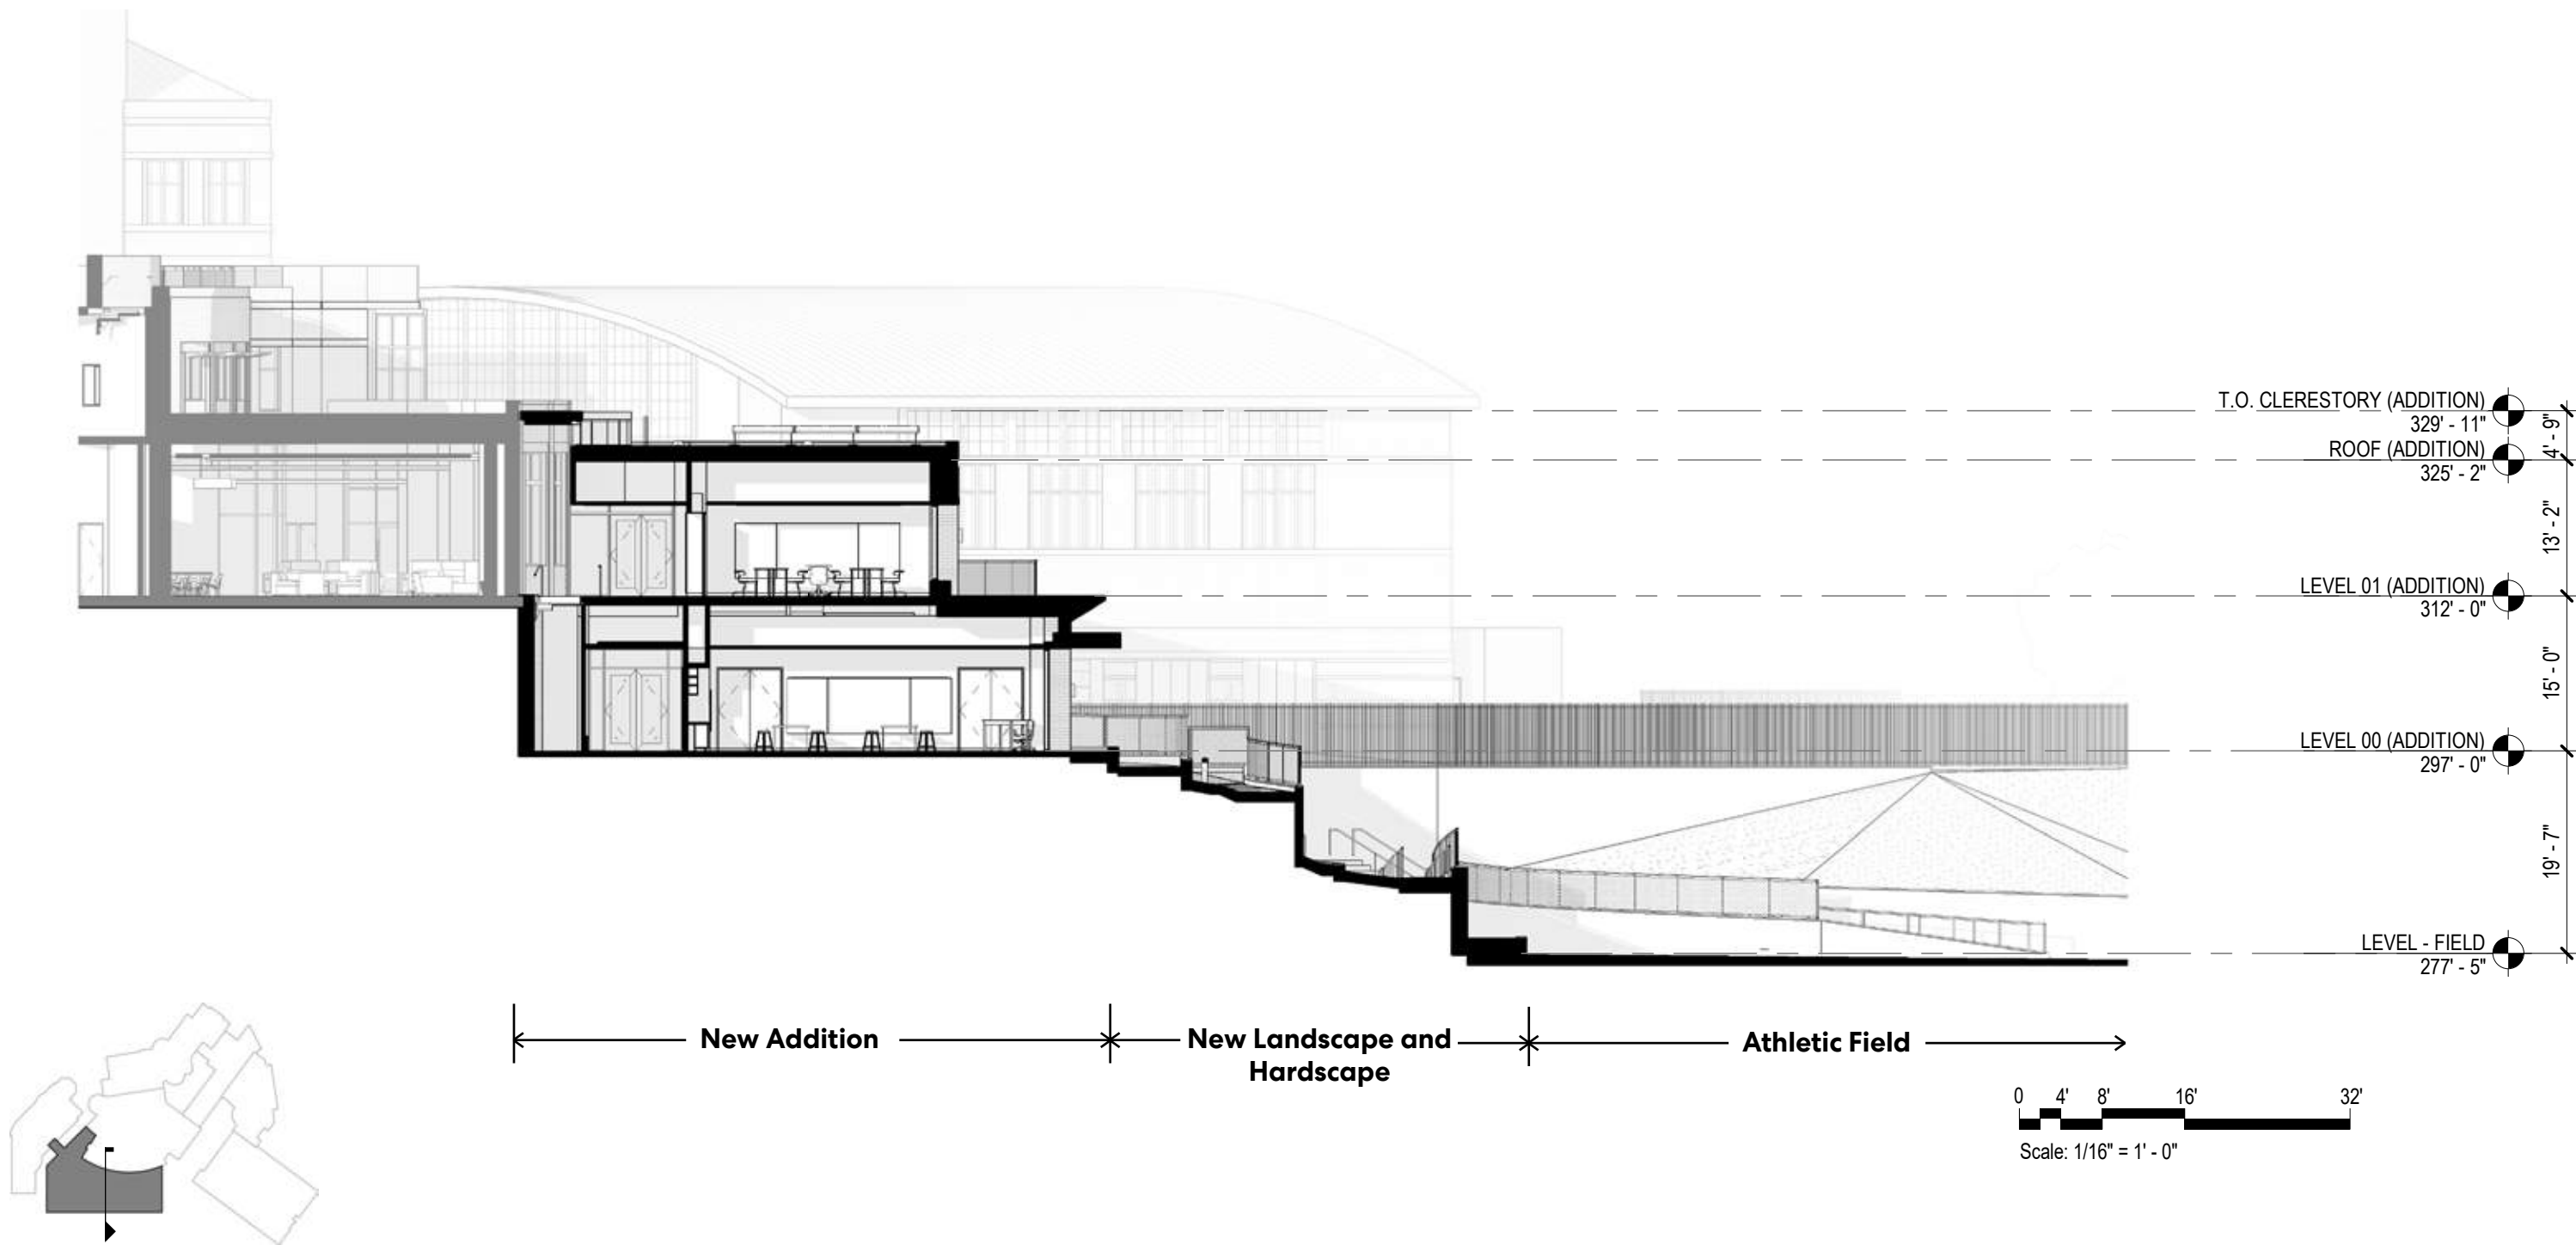 T.O. CLERESTORY (ADDITION)
329' - 11"
4' - 9"
ROOF (ADDITION)
325' - 2"
13' - 2"
LEVEL 01 (ADDITION)
312' - 0"
15' - 0"
LEVEL 00 (ADDITION)
297' - 0"
19' - 7"
LEVEL - FIELD
277' - 5"
New Addition
New Landscape and
Hardscape
Athletic Field
0 4' 8' 16' 32'
Scale: 1/16" = 1' - 0"